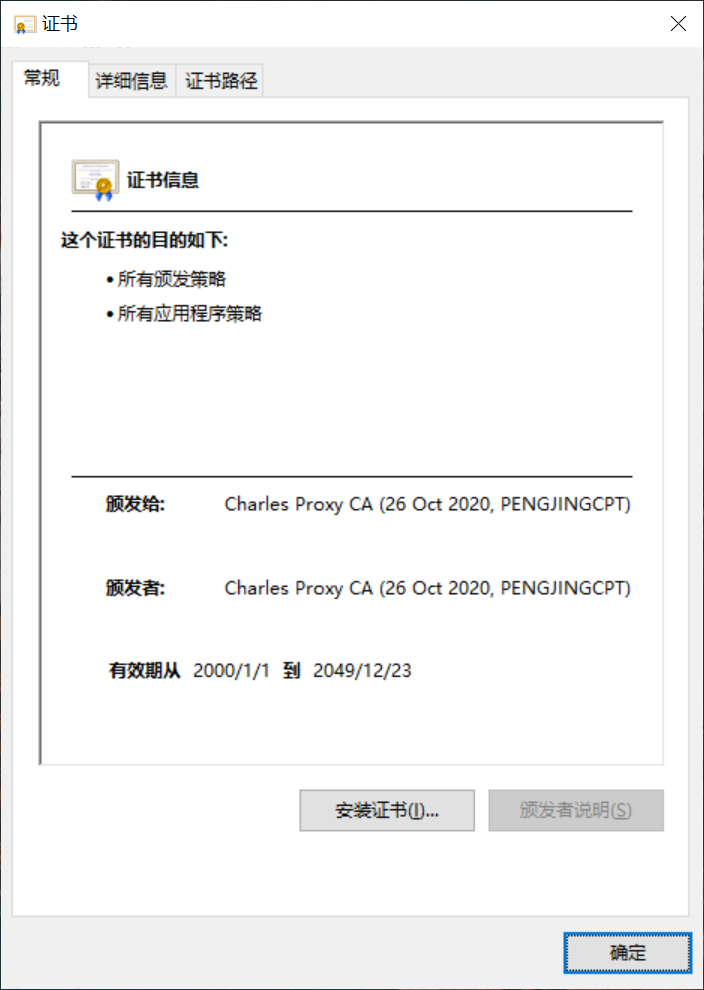 证书
常规 详细信息 证书路径
证书信息
这个证书的目的如下:
• 所有颁发策略
• 所有应用程序策略
颁发给: Charles Proxy CA (26 Oct 2020, PENGJINGCPT)
颁发者: Charles Proxy CA (26 Oct 2020, PENGJINGCPT)
有效期从 2000/1/1 到 2049/12/23
安装证书(I)... 颁发者说明(S)
确定